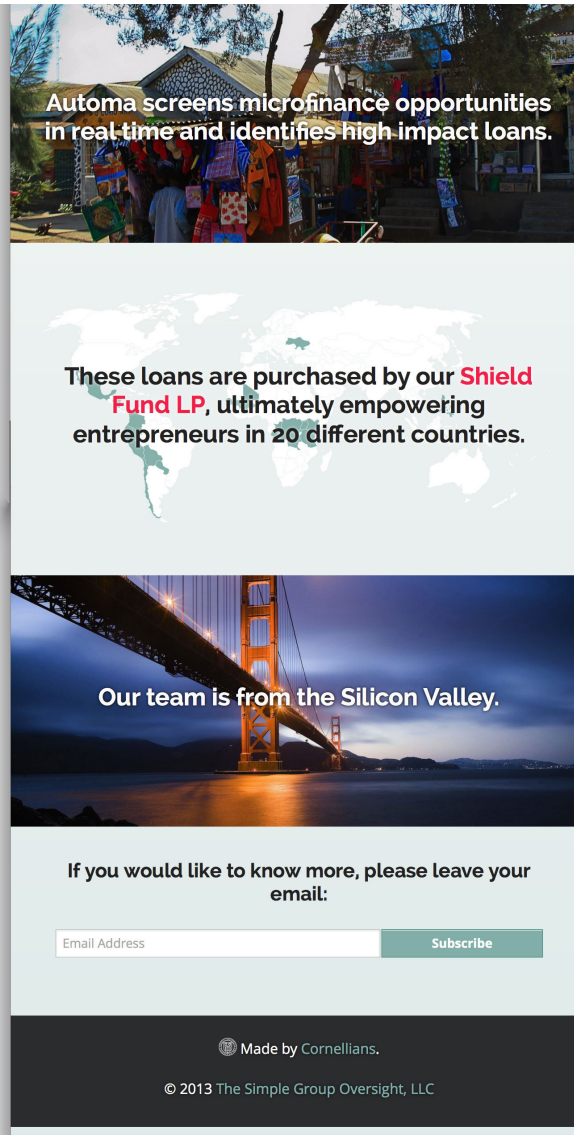 Automa screens microfinance opportunities
in real time and identifies high impact loans.
These loans are purchased by our Shield
Fund LP, ultimately empowering
entrepreneurs in 20 different countries.
Our team is from the Silicon Valley.
If you would like to know more, please leave your
email:
Email Address
Subscribe
Made by Cornellians.
© 2013 The Simple Group Oversight, LLC